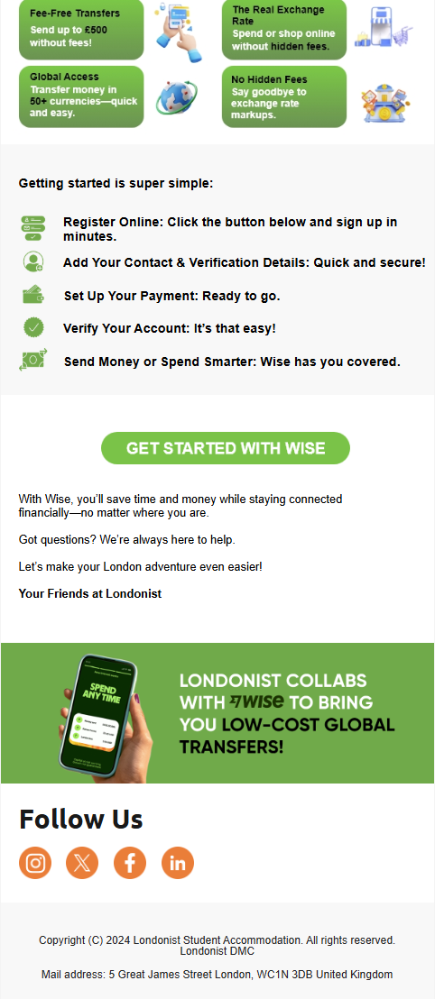 Fee-Free Transfers
Send up to £500
without fees!
The Real Exchange
Rate
Spend or shop online
without hidden fees.
Global Access
Transfer money in
50+ currencies—quick
and easy.
No Hidden Fees
Say goodbye to
exchange rate
markups.
Getting started is super simple:
Register Online: Click the button below and sign up in
minutes.
Add Your Contact & Verification Details: Quick and secure!
Set Up Your Payment: Ready to go.
Verify Your Account: It’s that easy!
Send Money or Spend Smarter: Wise has you covered.
GET STARTED WITH WISE
With Wise, you’ll save time and money while staying connected
financially—no matter where you are.
Got questions? We’re always here to help.
Let’s make your London adventure even easier!
Your Friends at Londonist
SPEND
ANY TIME
LONDONIST COLLABS
WITH WISE TO BRING
YOU LOW-COST GLOBAL
TRANSFERS!
Follow Us
Copyright (C) 2024 Londonist Student Accommodation. All rights reserved.
Londonist DMC
Mail address: 5 Great James Street London, WC1N 3DB United Kingdom